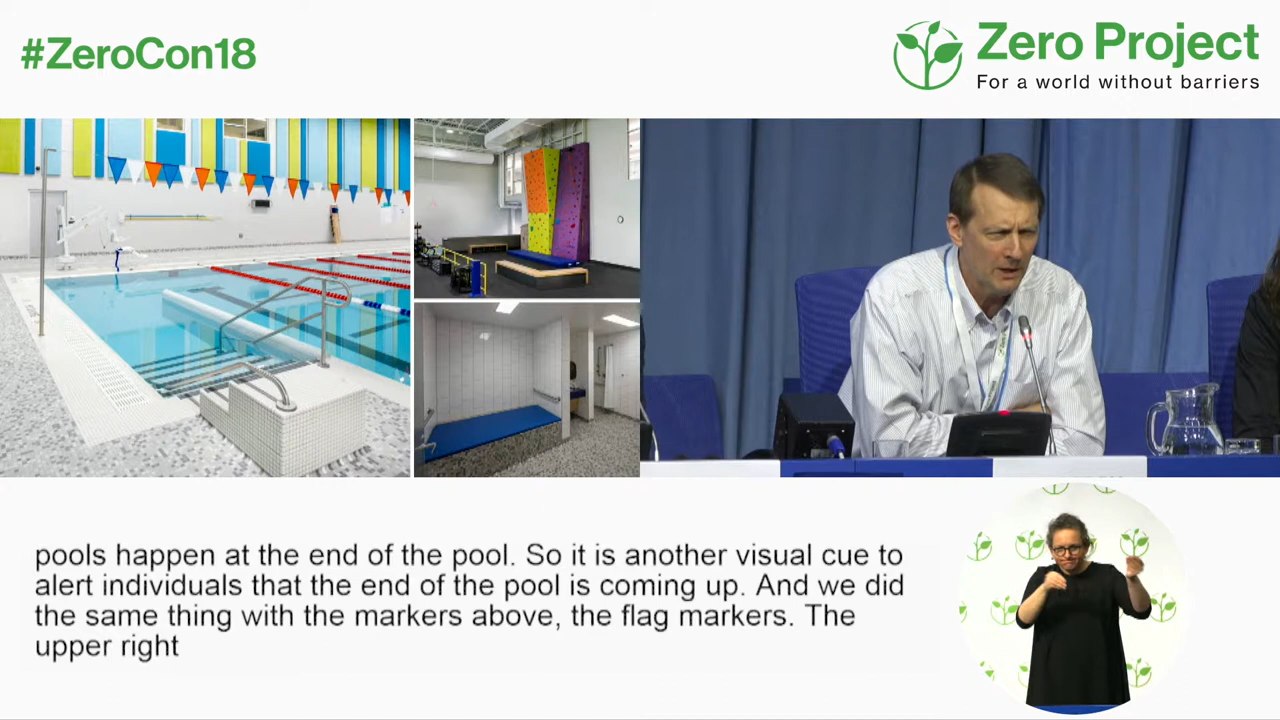 #ZeroCon18
Zero Project
For a world without barriers
pools happen at the end of the pool. So it is another visual cue to
alert individuals that the end of the pool is coming up. And we did
the same thing with the markers above, the flag markers. The
upper right